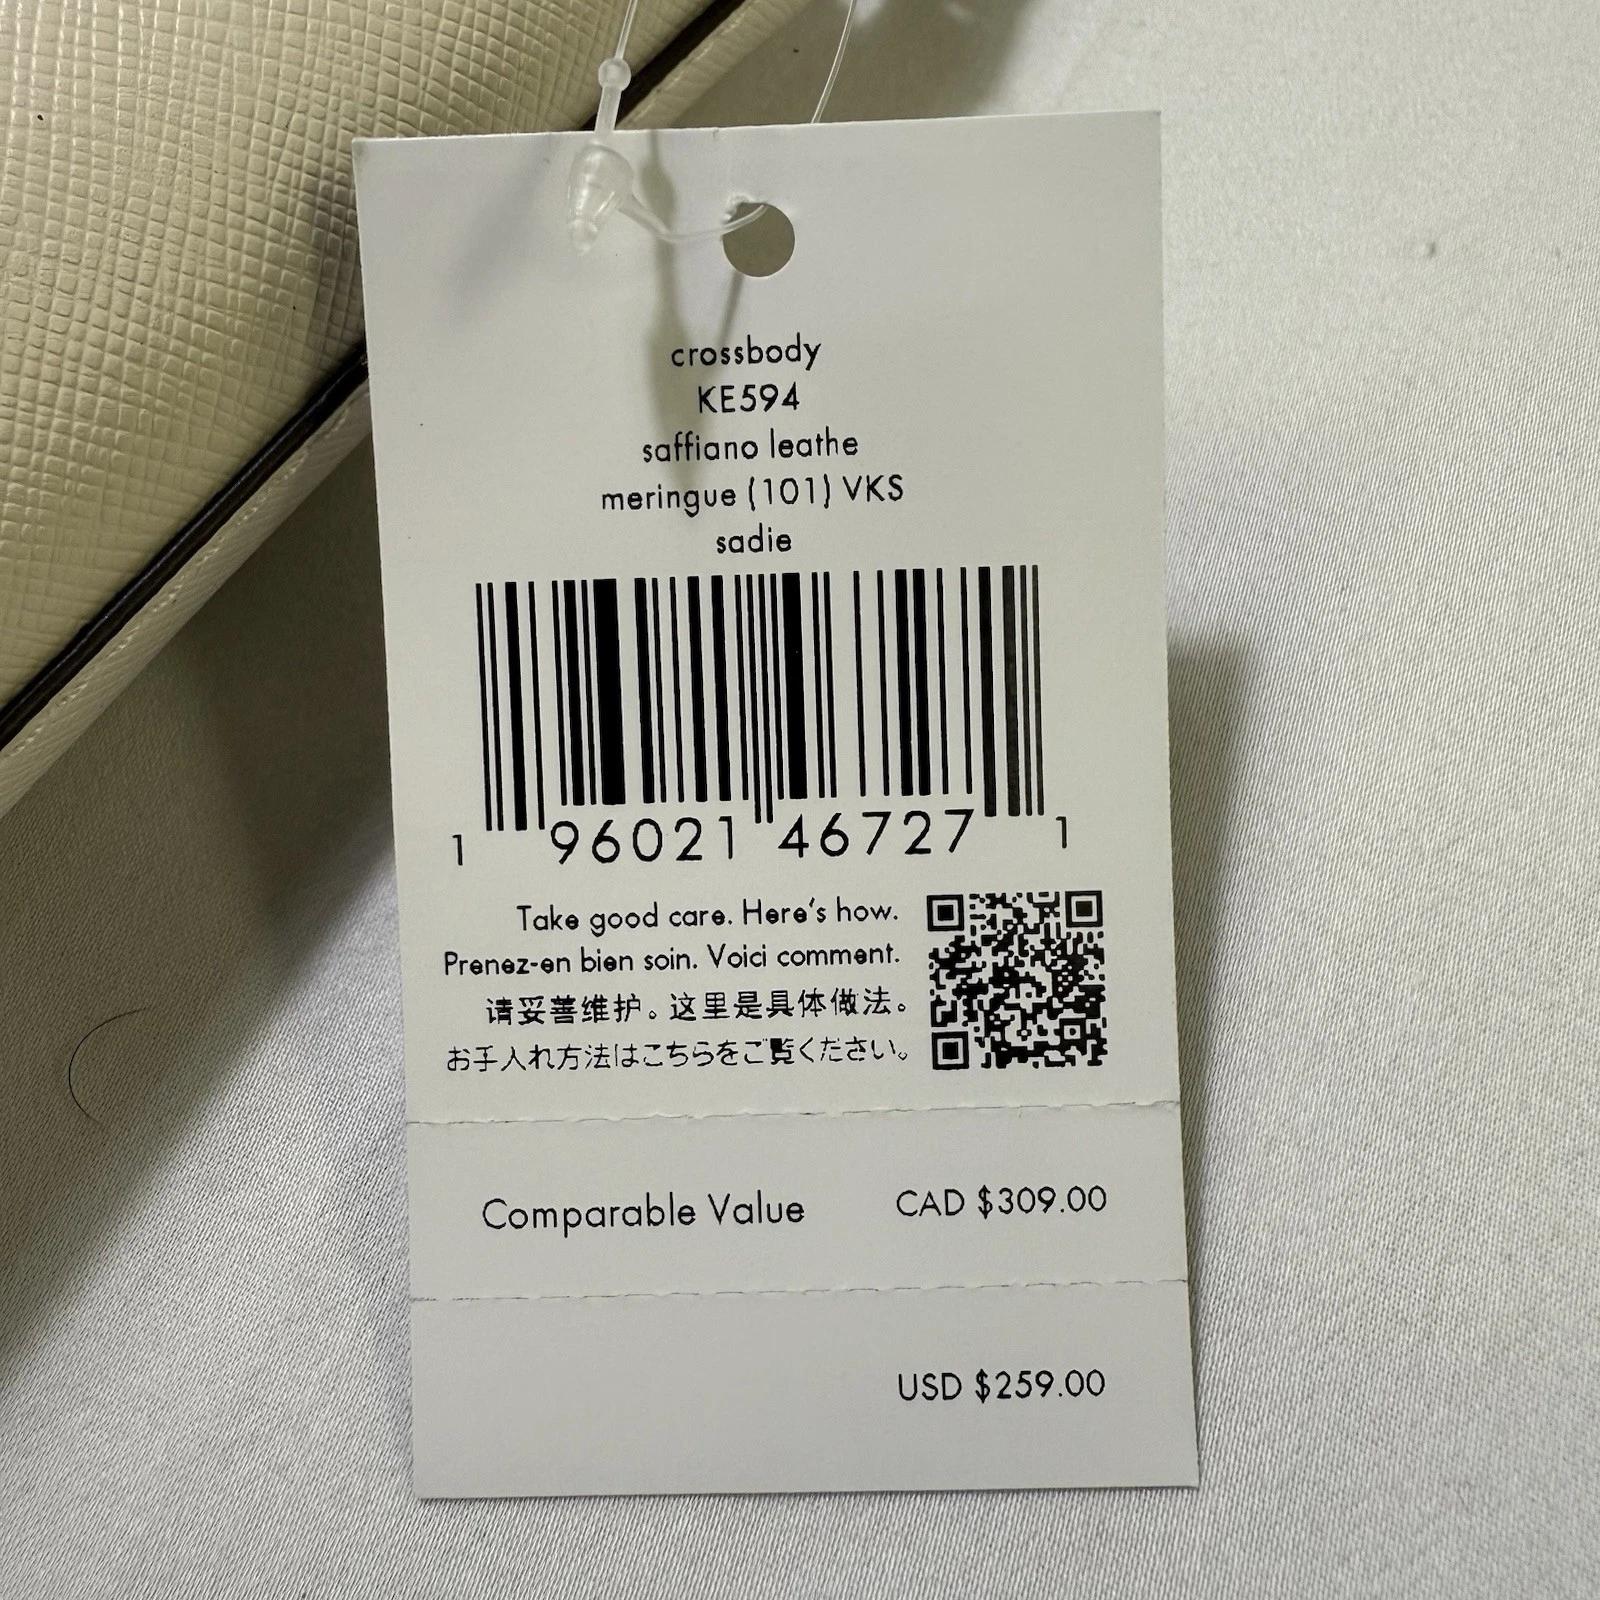 crossbody
KE594
saffiano leathe
meringue (101) VKS
sadie
1 96021 46727 1
Take good care. Here's how.
Prenez-en bien soin. Voici comment.
请妥善维护。这里是具体做法。
お手入れ方法はこちらをご覧ください。
Comparable Value CAD $309.00
USD $259.00